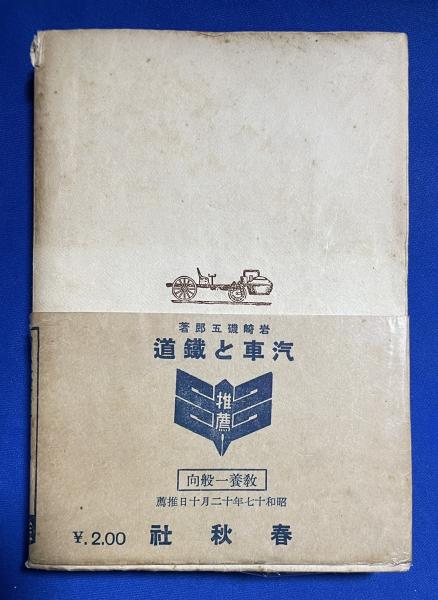 岩崎磯五郎著
汽車と鐵道
推薦
教養一般向
昭和十七年十二月十日推薦
春秋社
¥.2.00